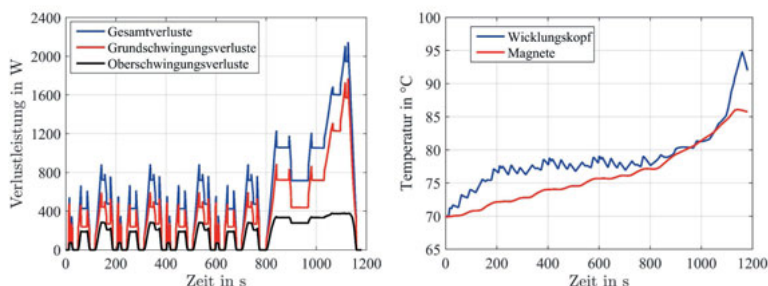 Gesamtverluste
Grundschwingungsverluste
Oberschwingungsverluste
Verlustleistung in W
2400
2000
1600
1200
800
400
0
0 200 400 600 800 1000 1200
Zeit in s
Wicklungskopf
Magnete
Temperatur in °C
100
95
90
85
80
75
70
65
0 200 400 600 800 1000 1200
Zeit in s